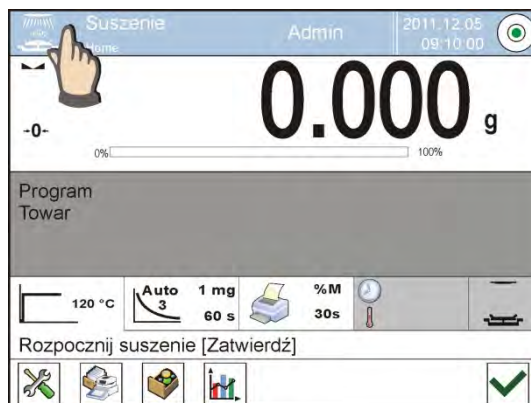 Suszenie Admin 2011.12.05
Home 09:10:00
0.000 g
→0←
0% 100%
Program
Towar
120 °C Auto 3 1 mg 60 s %M 30s
Rozpocznij suszenie [Zatwierdź]